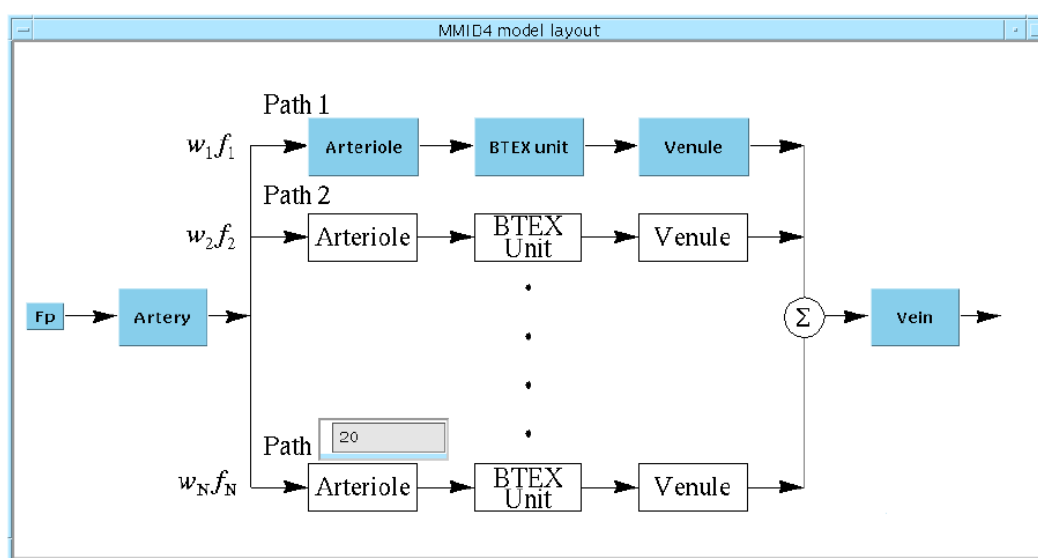 MMID4 model layout
Path 1
w1f1
Arteriole
BTEX unit
Venule
Path 2
w2f2
Arteriole
BTEX
Unit
Venule
Fp
Artery
Σ
Vein
Path
20
wNfN
Arteriole
BTEX
Unit
Venule